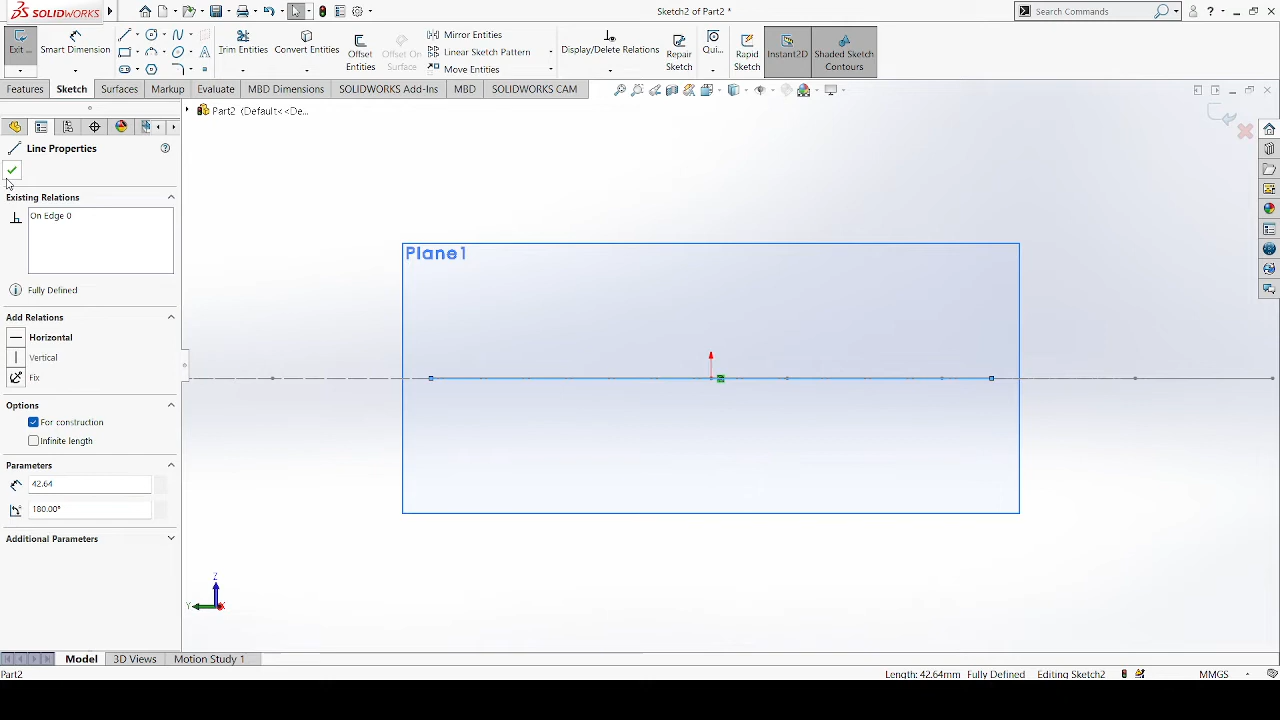 SOLIDWORKS
Sketch2 of Part2 *
Search Commands
Exit ...
Smart Dimension
Trim Entities
Convert Entities
Offset Entities
Offset On Surface
Mirror Entities
Linear Sketch Pattern
Move Entities
Display/Delete Relations
Repair Sketch
Qui...
Rapid Sketch
Instant2D
Shaded Sketch Contours
Features
Sketch
Surfaces
Markup
Evaluate
MBD Dimensions
SOLIDWORKS Add-Ins
MBD
SOLIDWORKS CAM
Part2 (Default< <De...
Line Properties
Existing Relations
On Edge 0
Fully Defined
Add Relations
Horizontal
Vertical
Fix
Options
For construction
Infinite length
Parameters
42.64
180.00°
Additional Parameters
Plane1
Z
Y
X
Model
3D Views
Motion Study 1
Part2
Length: 42.64mm
Fully Defined
Editing Sketch2
MMGS